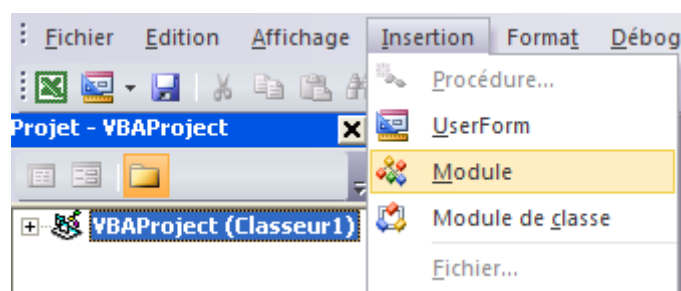 Fichier Edition Affichage Insertion Format Débog
Procédure...
Projet - VBAProject
UserForm
Module
VBAProject (Classeur1)
Module de classe
Fichier...